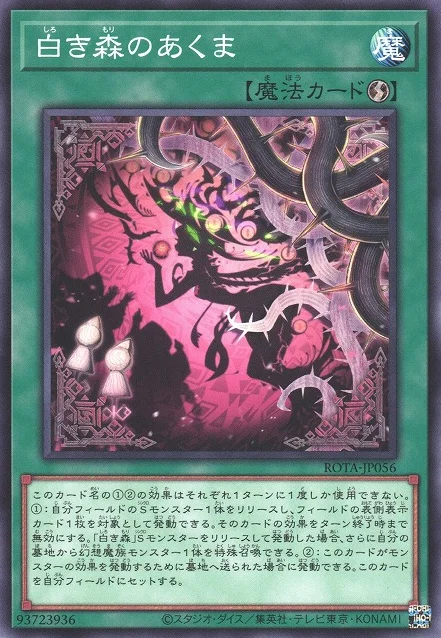 白き森のあくま
魔
【魔法カード】
ROTA-JP056
このカード名の①②の効果はそれぞれ1ターンに1度しか使用できない。
①：自分フィールドのSモンスター1体をリリースし、フィールドの表側表示
カード1枚を対象として発動できる。そのカードの効果をターン終了時まで
無効にする。「白き森」Sモンスターをリリースして発動した場合、さらに自分の
墓地から幻想魔族モンスター1体を特殊召喚できる。②：このカードがモン
スターの効果を発動するために墓地へ送られた場合に発動できる。このカード
を自分フィールドにセットする。
93723936
©スタジオ・ダイス／集英社・テレビ東京・KONAMI